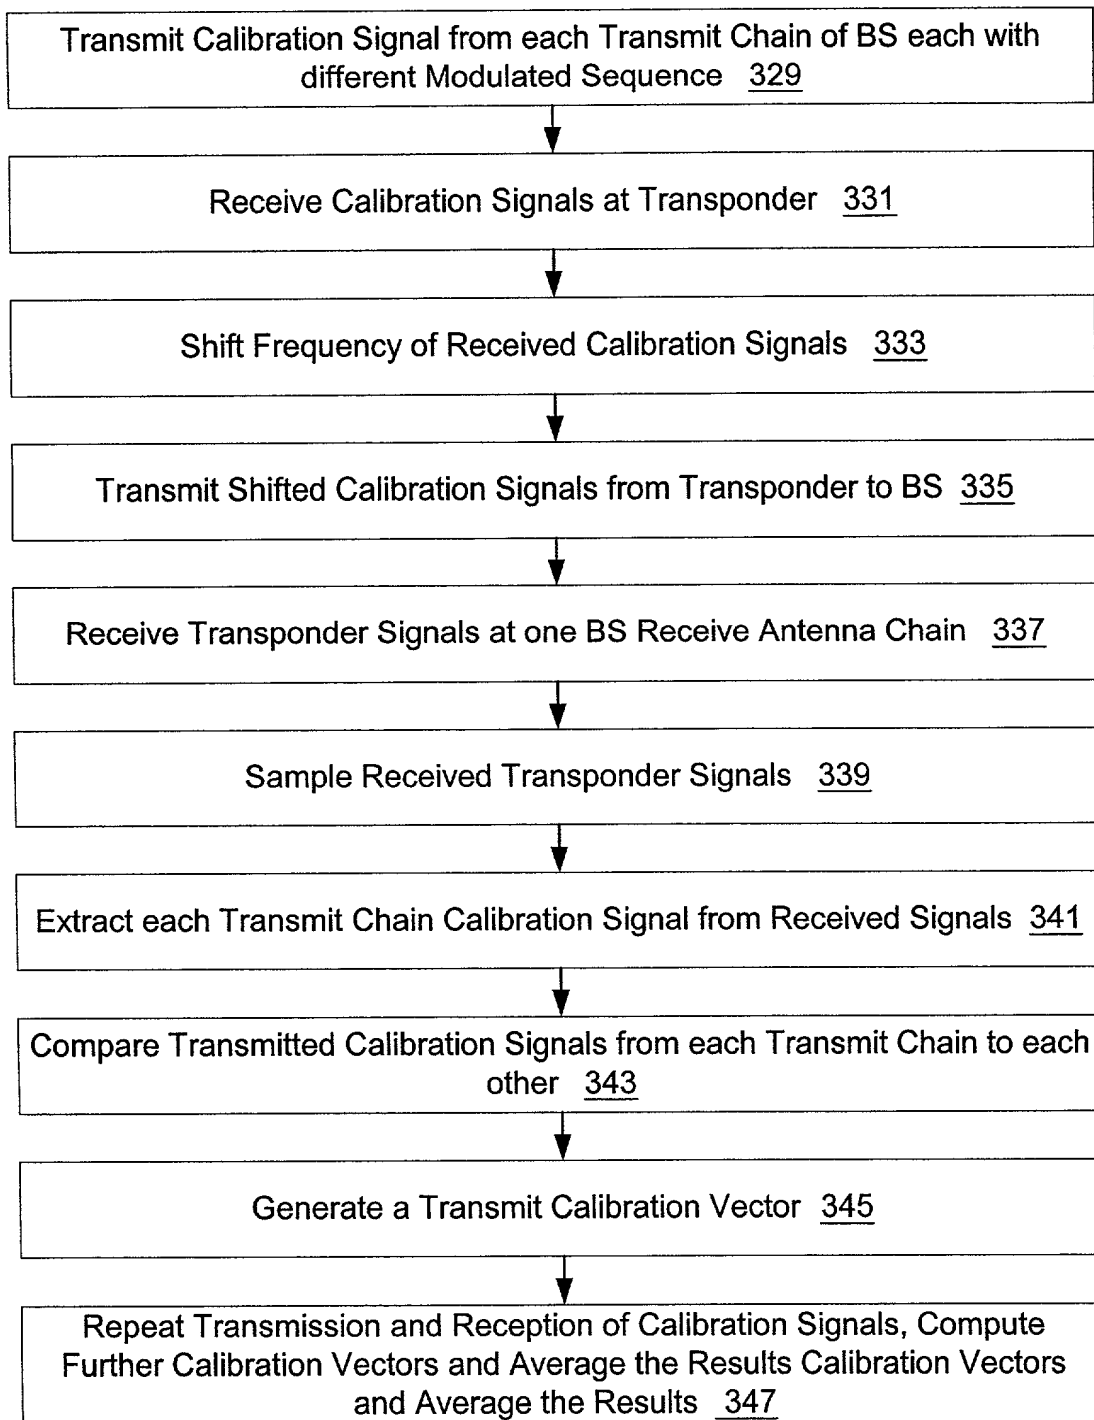 Transmit Calibration Signal from each Transmit Chain of BS each with
different Modulated Sequence 329
Receive Calibration Signals at Transponder 331
Shift Frequency of Received Calibration Signals 333
Transmit Shifted Calibration Signals from Transponder to BS 335
Receive Transponder Signals at one BS Receive Antenna Chain 337
Sample Received Transponder Signals 339
Extract each Transmit Chain Calibration Signal from Received Signals 341
Compare Transmitted Calibration Signals from each Transmit Chain to each
other 343
Generate a Transmit Calibration Vector 345
Repeat Transmission and Reception of Calibration Signals, Compute
Further Calibration Vectors and Average the Results Calibration Vectors
and Average the Results 347